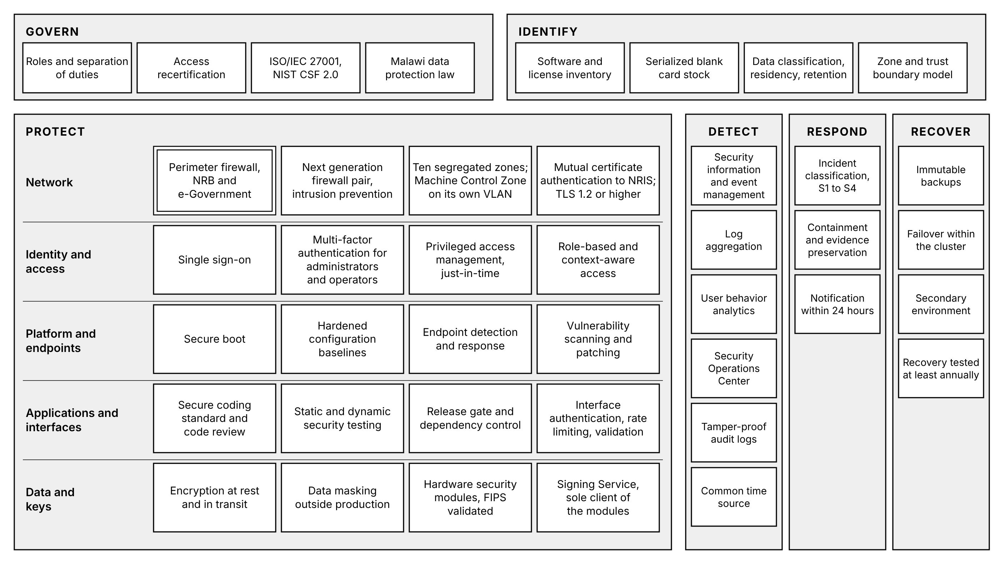 GOVERN
Roles and separation
of duties
Access
recertification
ISO/IEC 27001,
NIST CSF 2.0
Malawi data
protection law
IDENTIFY
Software and
license inventory
Serialized blank
card stock
Data classification,
residency, retention
Zone and trust
boundary model
PROTECT
Network
Perimeter firewall,
NRB and
e-Government
Next generation
firewall pair,
intrusion prevention
Ten segregated zones;
Machine Control Zone
on its own VLAN
Mutual certificate
authentication to NRIS;
TLS 1.2 or higher
Identity and
access
Single sign-on
Multi-factor
authentication for
administrators
and operators
Privileged access
management,
just-in-time
Role-based and
context-aware
access
Platform and
endpoints
Secure boot
Hardened
configuration
baselines
Endpoint detection
and response
Vulnerability
scanning and
patching
Applications and
interfaces
Secure coding
standard and
code review
Static and dynamic
security testing
Release gate and
dependency control
Interface
authentication, rate
limiting, validation
Data and
keys
Encryption at rest
and in transit
Data masking
outside production
Hardware security
modules, FIPS
validated
Signing Service,
sole client of
the modules
DETECT
Security
information
and event
management
Log
aggregation
User behavior
analytics
Security
Operations
Center
Tamper-proof
audit logs
Common time
source
RESPOND
Incident
classification,
S1 to S4
Containment
and evidence
preservation
Notification
within 24 hours
RECOVER
Immutable
backups
Failover within
the cluster
Secondary
environment
Recovery tested
at least annually